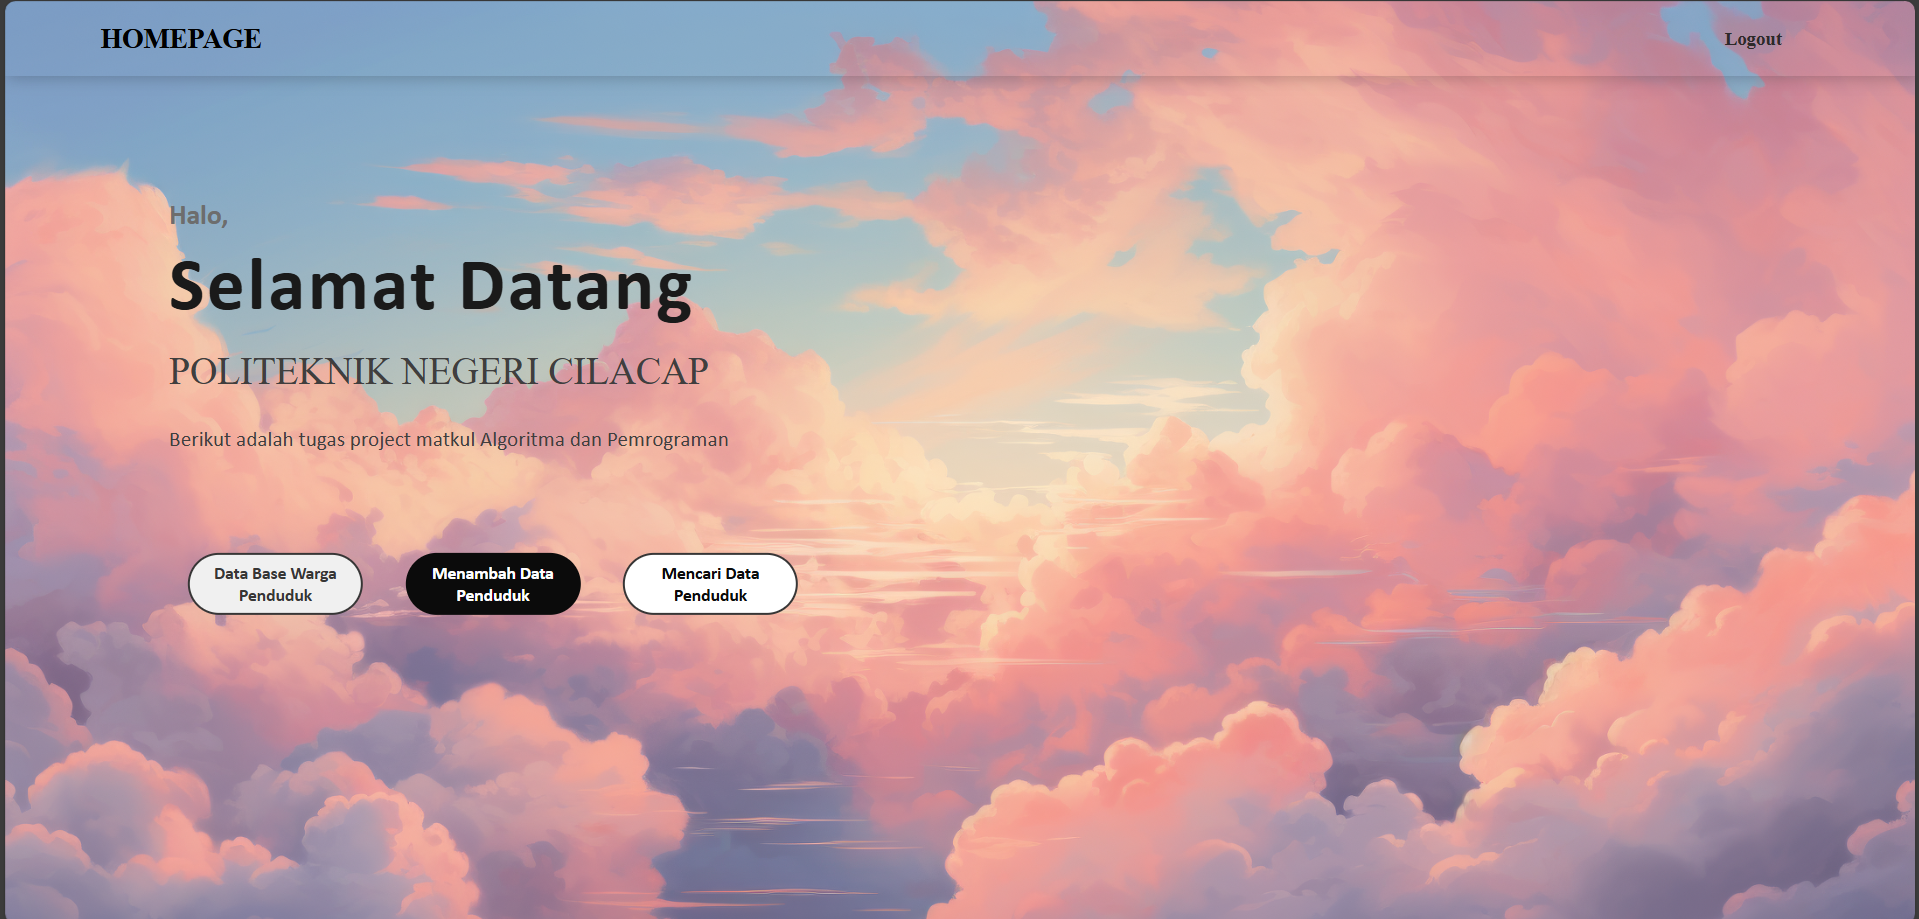 HOMEPAGE
Logout
Halo,
Selamat Datang
POLITEKNIK NEGERI CILACAP
Berikut adalah tugas project matkul Algoritma dan Pemrograman
Data Base Warga
Penduduk
Menambah Data
Penduduk
Mencari Data
Penduduk